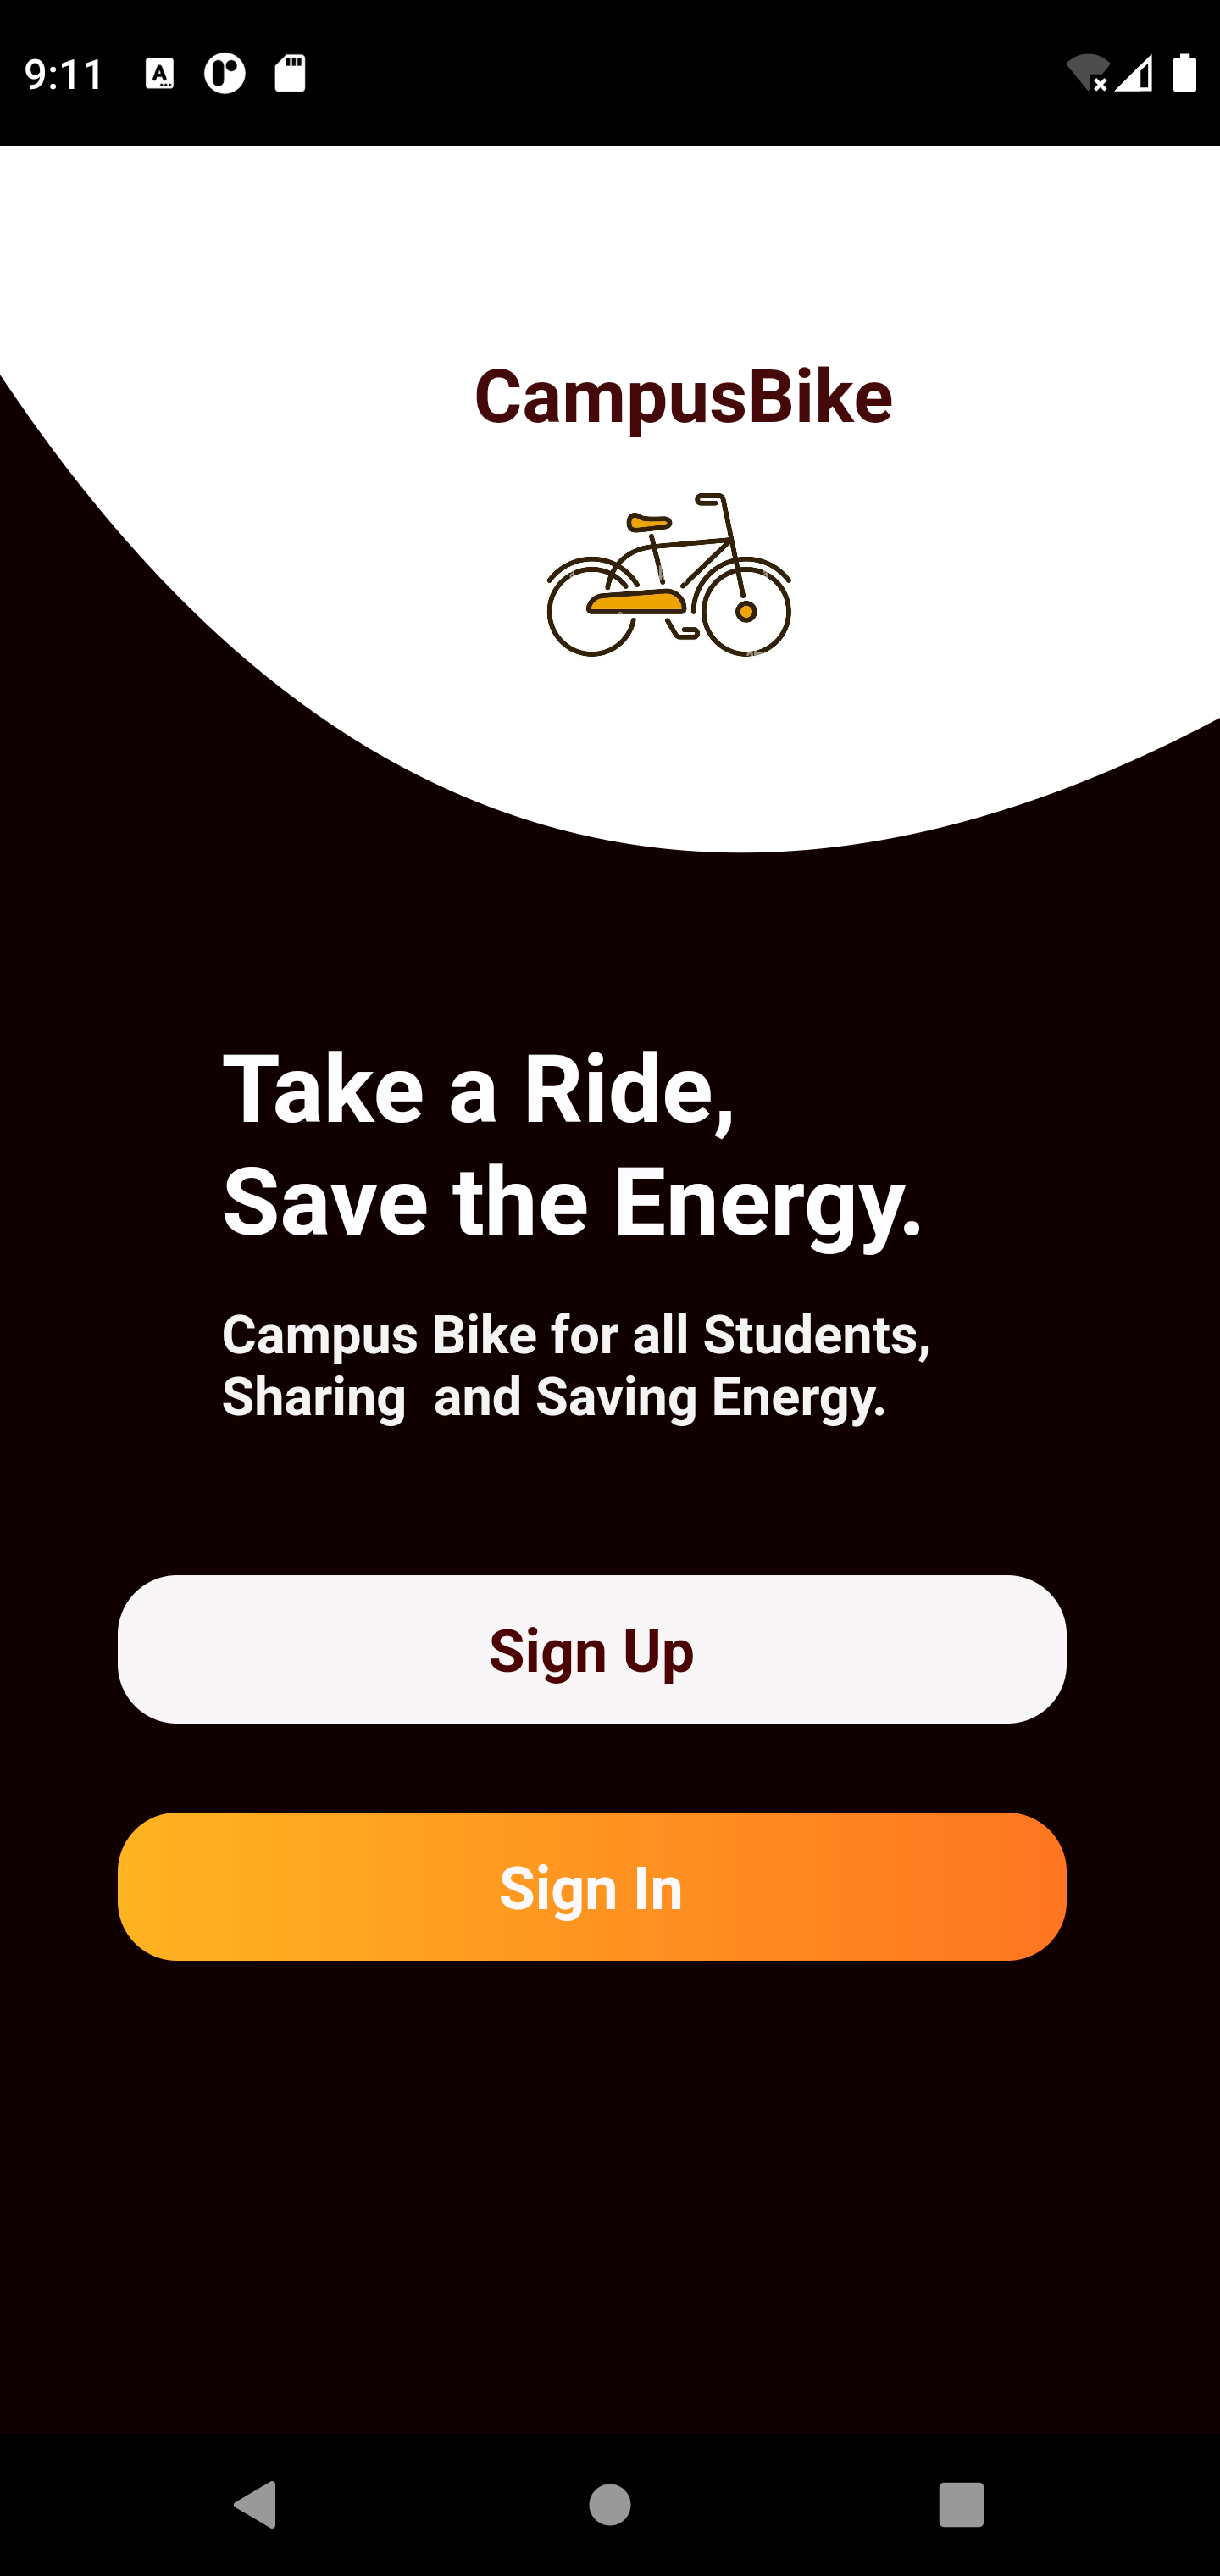 9:11
CampusBike
Take a Ride,
Save the Energy.
Campus Bike for all Students,
Sharing  and Saving Energy.
Sign Up
Sign In